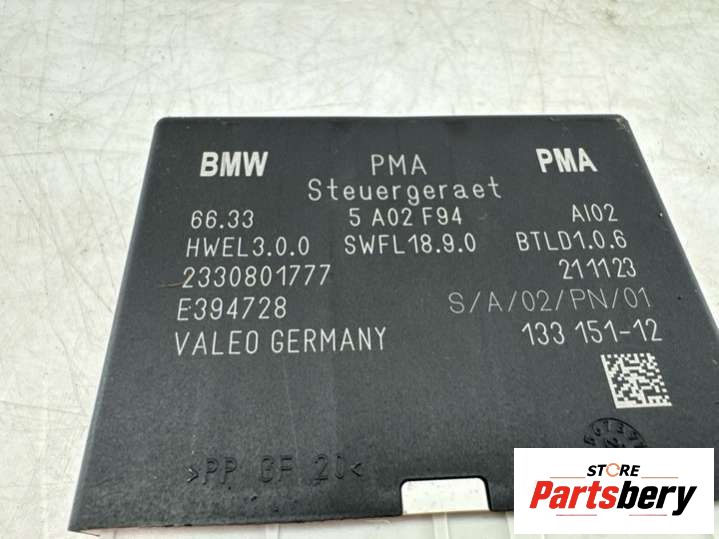 BMW PMA PMA
Steuergeraet
66.33 5 A02 F94 AI02
HWEL3.0.0 SWFL18.9.0 BTLD1.0.6
2330801777 211123
E394728 S/A/02/PN/01
VALEO GERMANY 133 151-12
>PP GF 20<
STORE
Partsbery